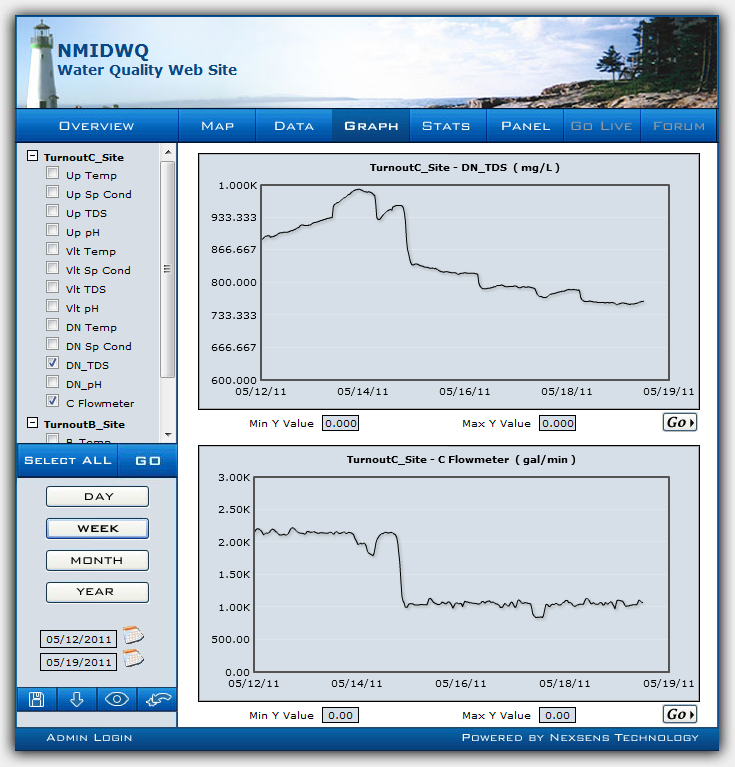 NMIDWQ
Water Quality Web Site
Overview Map Data Graph Stats Panel Go Live Forum
TurnoutC_Site
Up Temp
Up Sp Cond
Up TDS
Up pH
Vlt Temp
Vlt Sp Cond
Vlt TDS
Vlt pH
DN Temp
DN Sp Cond
DN_TDS
DN_pH
C Flowmeter
TurnoutB_Site
B Temp
Select All GO
DAY
WEEK
MONTH
YEAR
05/12/2011
05/19/2011
TurnoutC_Site - DN_TDS ( mg/L )
1.000K
933.333
866.667
800.000
733.333
666.667
600.000
05/12/11 05/14/11 05/16/11 05/18/11 05/19/11
Min Y Value 0.000 Max Y Value 0.000 Go
TurnoutC_Site - C Flowmeter ( gal/min )
3.00K
2.50K
2.00K
1.50K
1.00K
500.00
0.00
05/12/11 05/14/11 05/16/11 05/18/11 05/19/11
Min Y Value 0.00 Max Y Value 0.00 Go
Admin Login Powered by Nexsens Technology